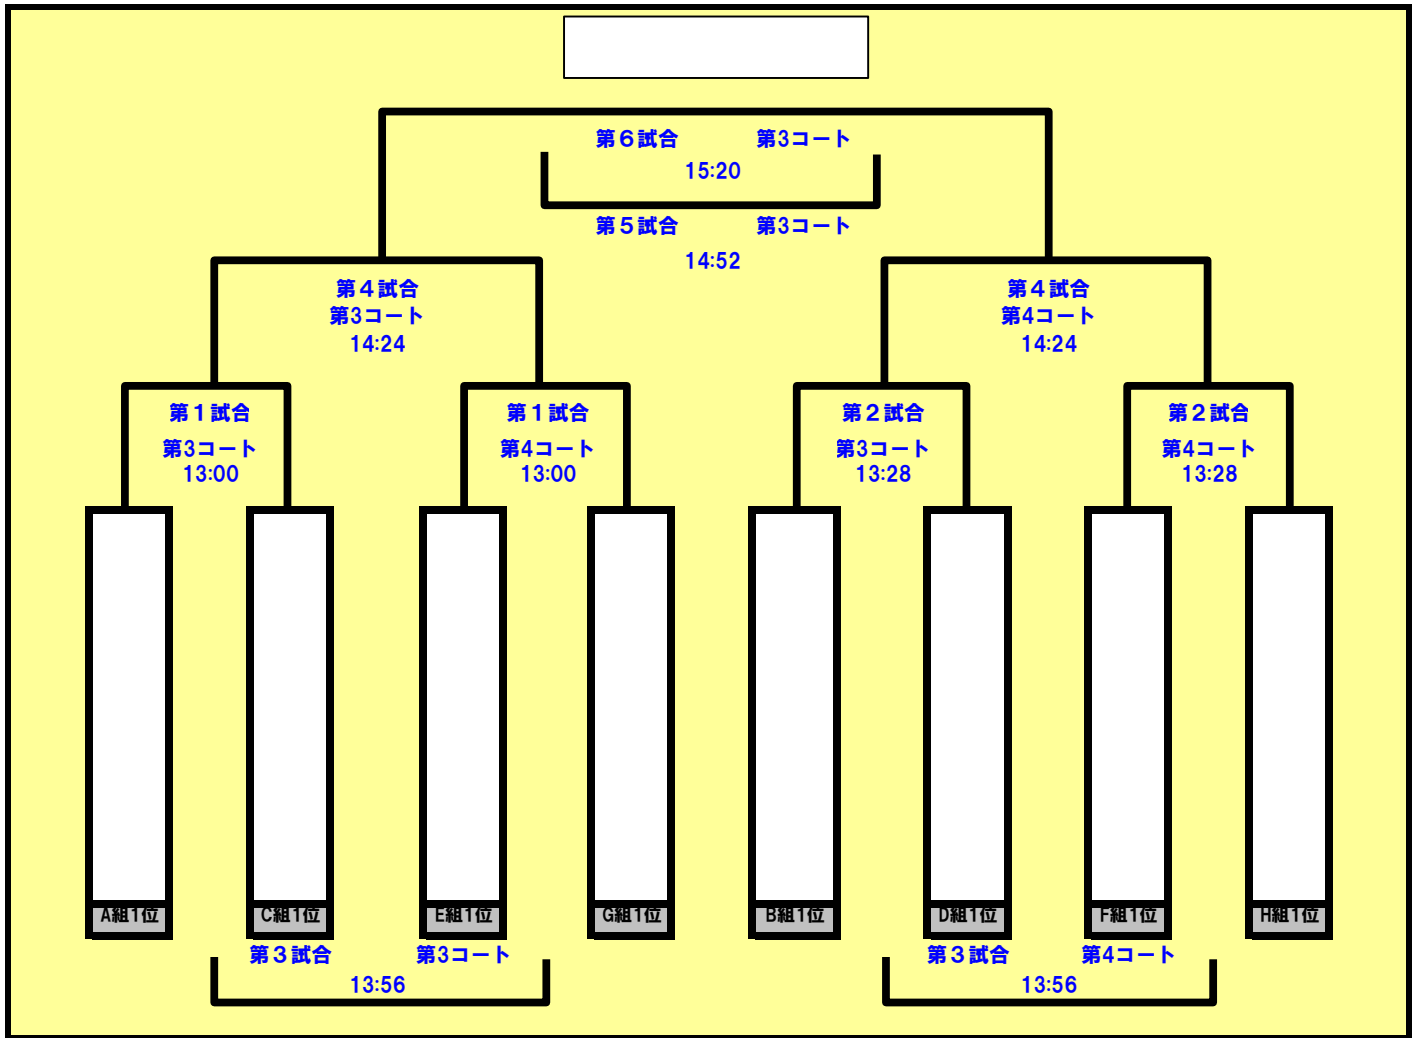 第６試合 第3コート
15:20
第５試合 第3コート
14:52
第４試合
第3コート
14:24
第４試合
第4コート
14:24
第１試合
第3コート
13:00
第１試合
第4コート
13:00
第２試合
第3コート
13:28
第２試合
第4コート
13:28
A組1位 C組1位 E組1位 G組1位 B組1位 D組1位 F組1位 H組1位
第３試合 第3コート
13:56
第３試合 第4コート
13:56